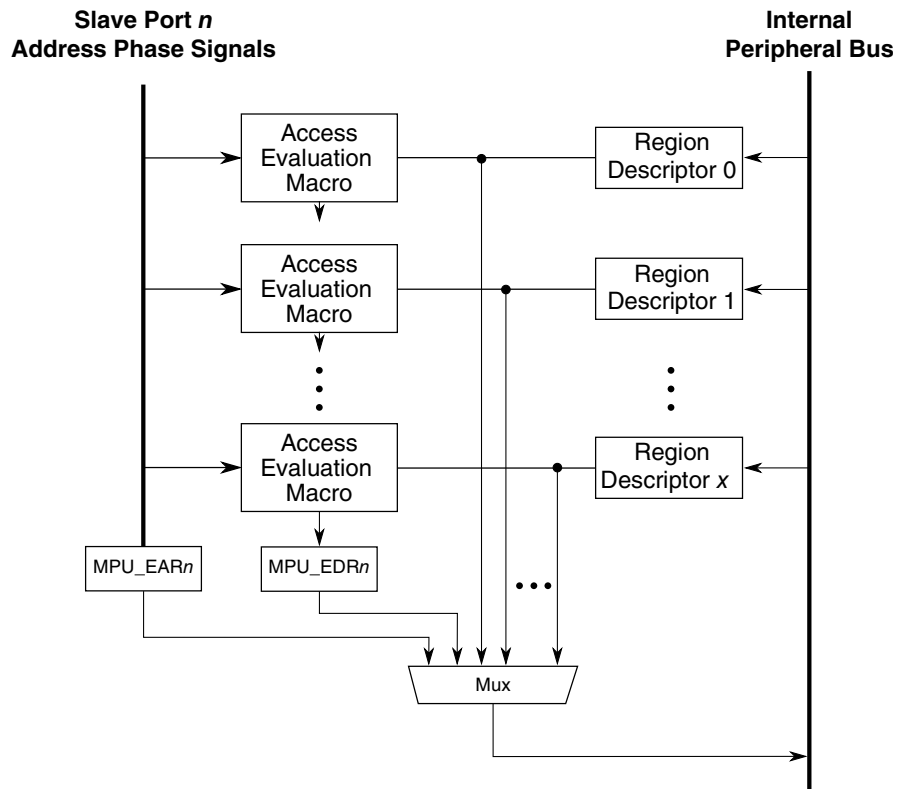 Slave Port n
Address Phase Signals
Internal
Peripheral Bus
Access
Evaluation
Macro
Region
Descriptor 0
Access
Evaluation
Macro
Region
Descriptor 1
Access
Evaluation
Macro
Region
Descriptor x
MPU_EARn
MPU_EDRn
Mux